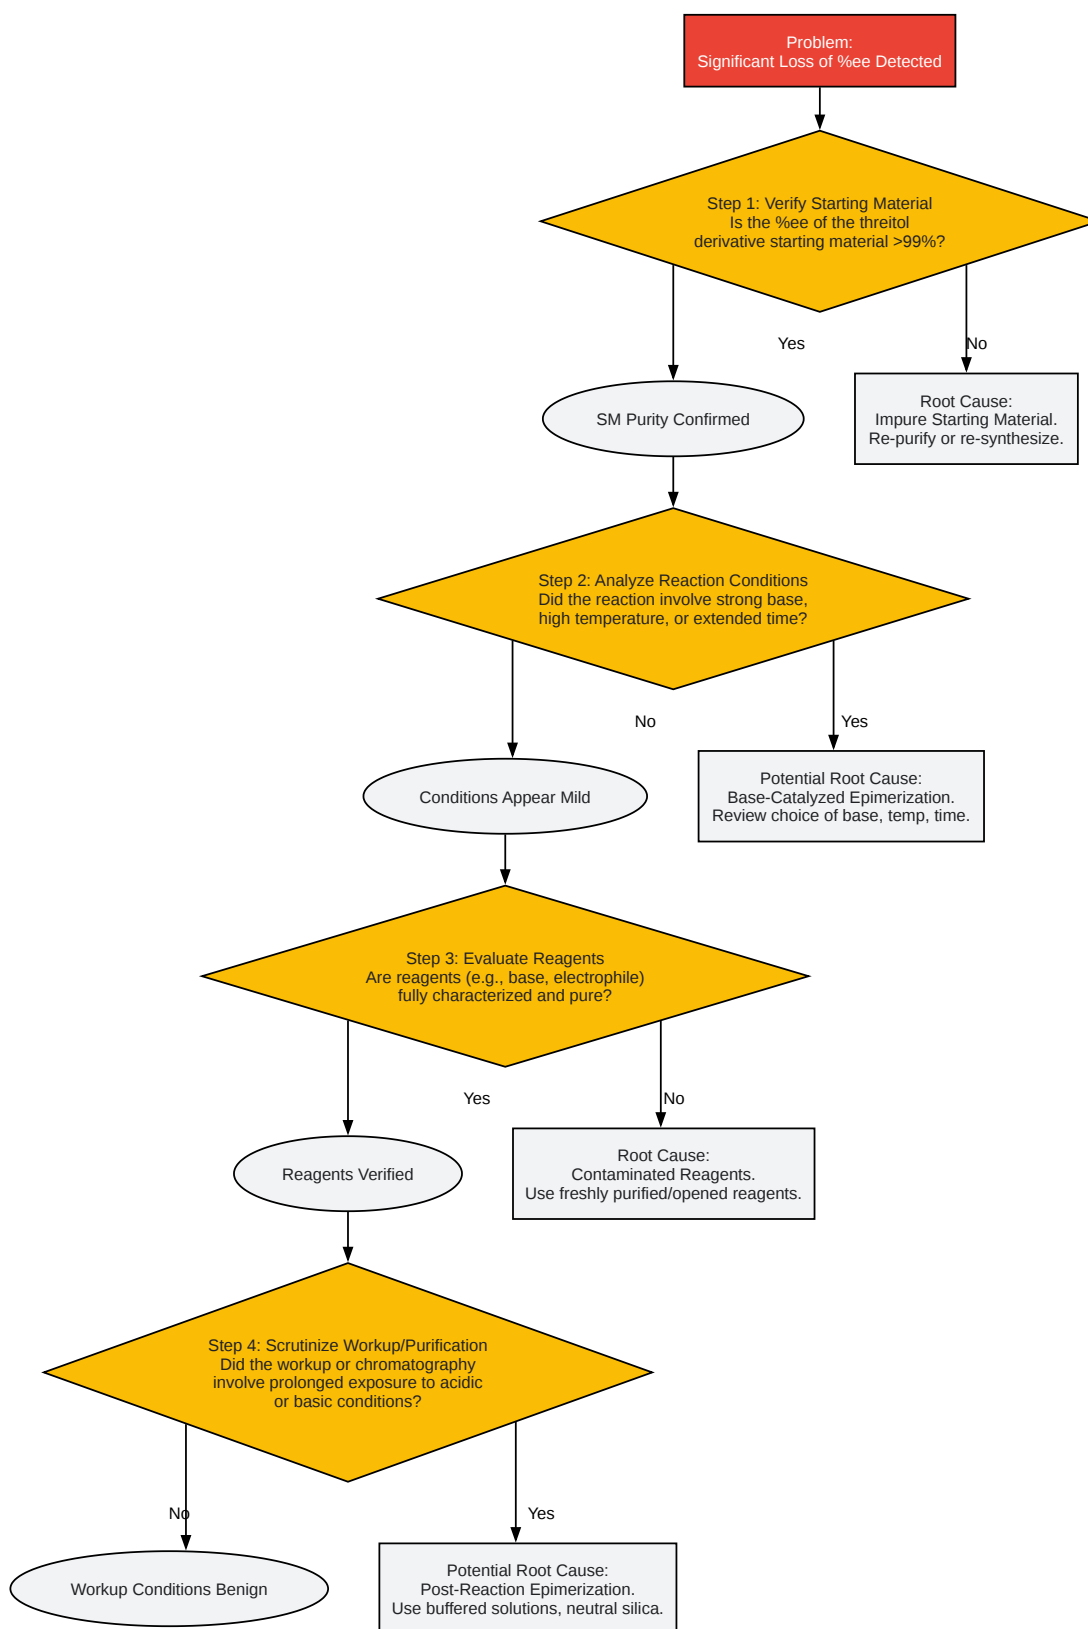 Problem:
Significant Loss of %ee Detected
Step 1: Verify Starting Material
Is the %ee of the threitol
derivative starting material >99%?
Yes
No
SM Purity Confirmed
Root Cause:
Impure Starting Material.
Re-purify or re-synthesize.
Step 2: Analyze Reaction Conditions
Did the reaction involve strong base,
high temperature, or extended time?
No
Yes
Conditions Appear Mild
Potential Root Cause:
Base-Catalyzed Epimerization.
Review choice of base, temp, time.
Step 3: Evaluate Reagents
Are reagents (e.g., base, electrophile)
fully characterized and pure?
Yes
No
Reagents Verified
Root Cause:
Contaminated Reagents.
Use freshly purified/opened reagents.
Step 4: Scrutinize Workup/Purification
Did the workup or chromatography
involve prolonged exposure to acidic
or basic conditions?
No
Yes
Workup Conditions Benign
Potential Root Cause:
Post-Reaction Epimerization.
Use buffered solutions, neutral silica.